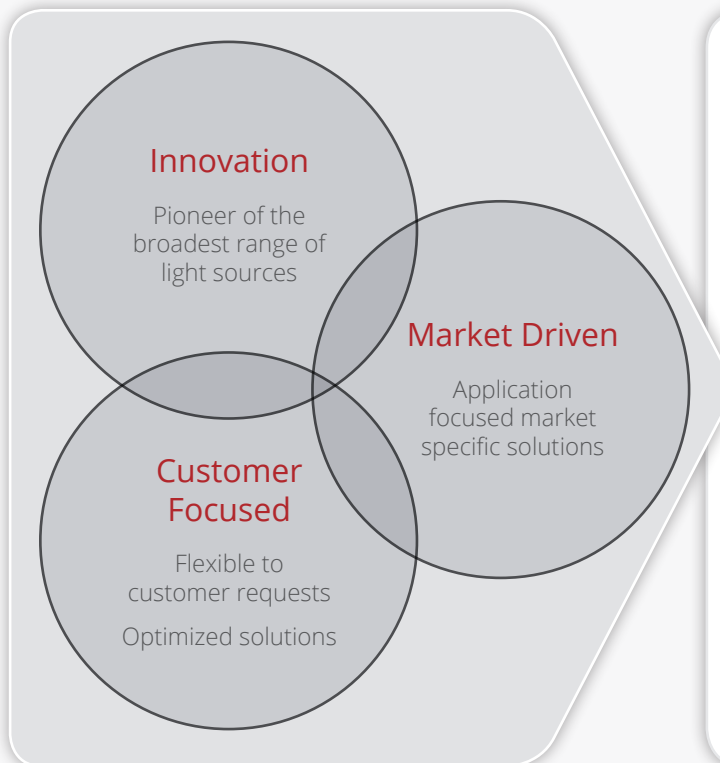 Innovation
Pioneer of the
broadest range of
light sources
Market Driven
Application
focused market
specific solutions
Customer
Focused
Flexible to
customer requests
Optimized solutions